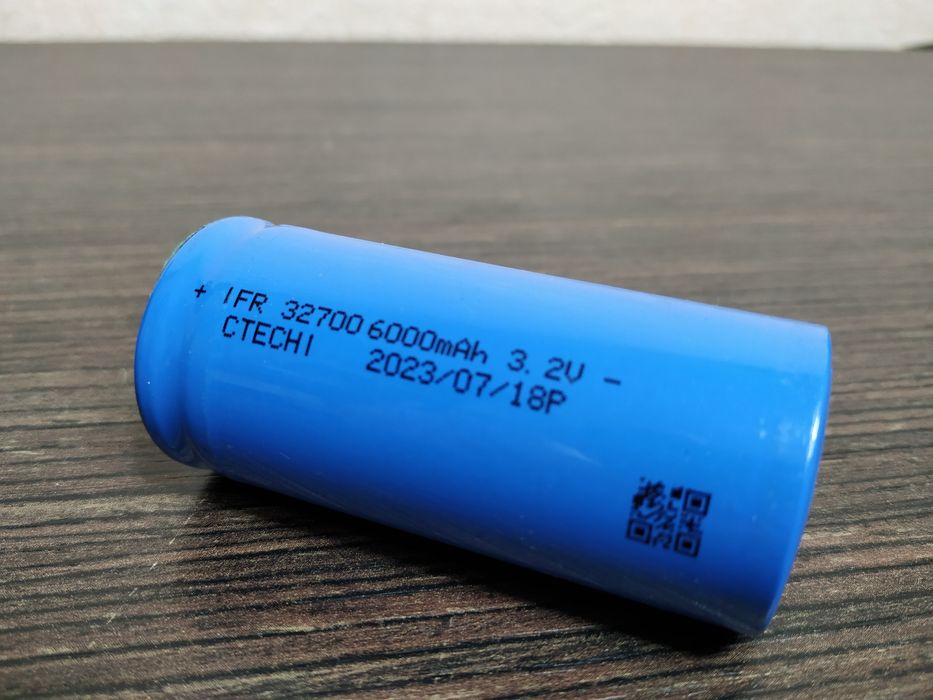 + IFR 32700 6000mAh 3.2V -
CTECHI 2023/07/18P